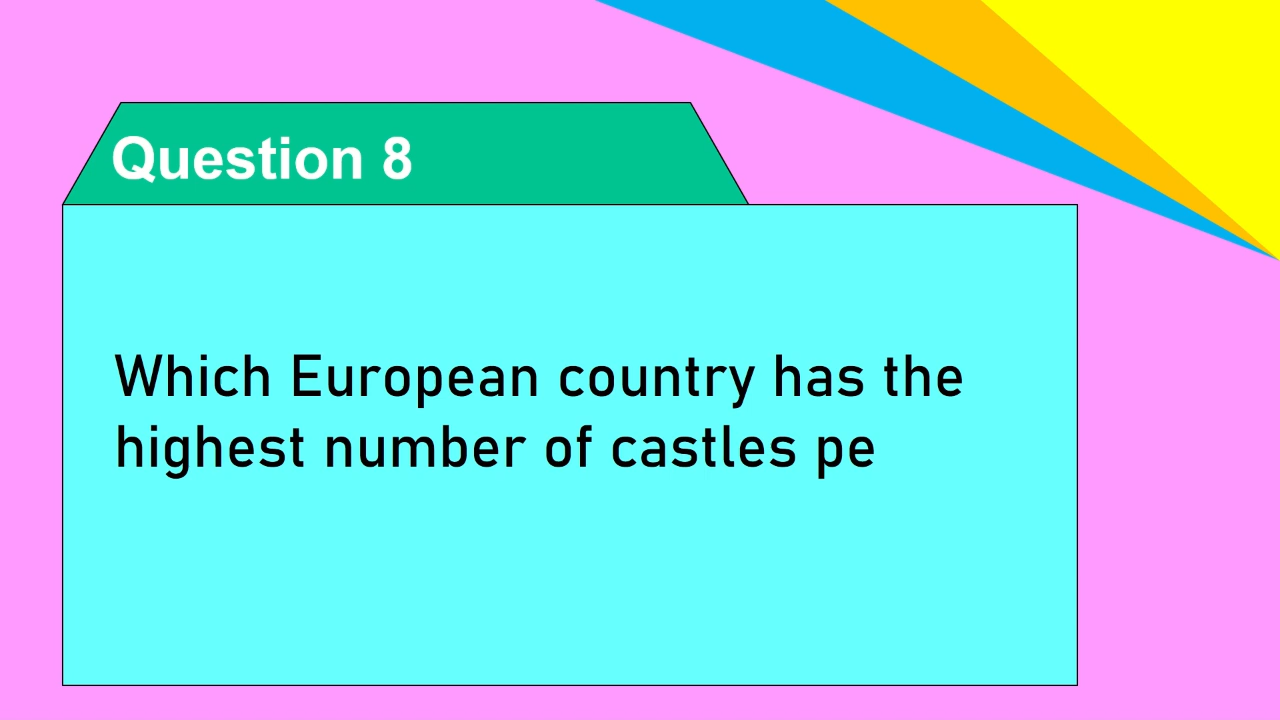 Question 8
Which European country has the
highest number of castles pe